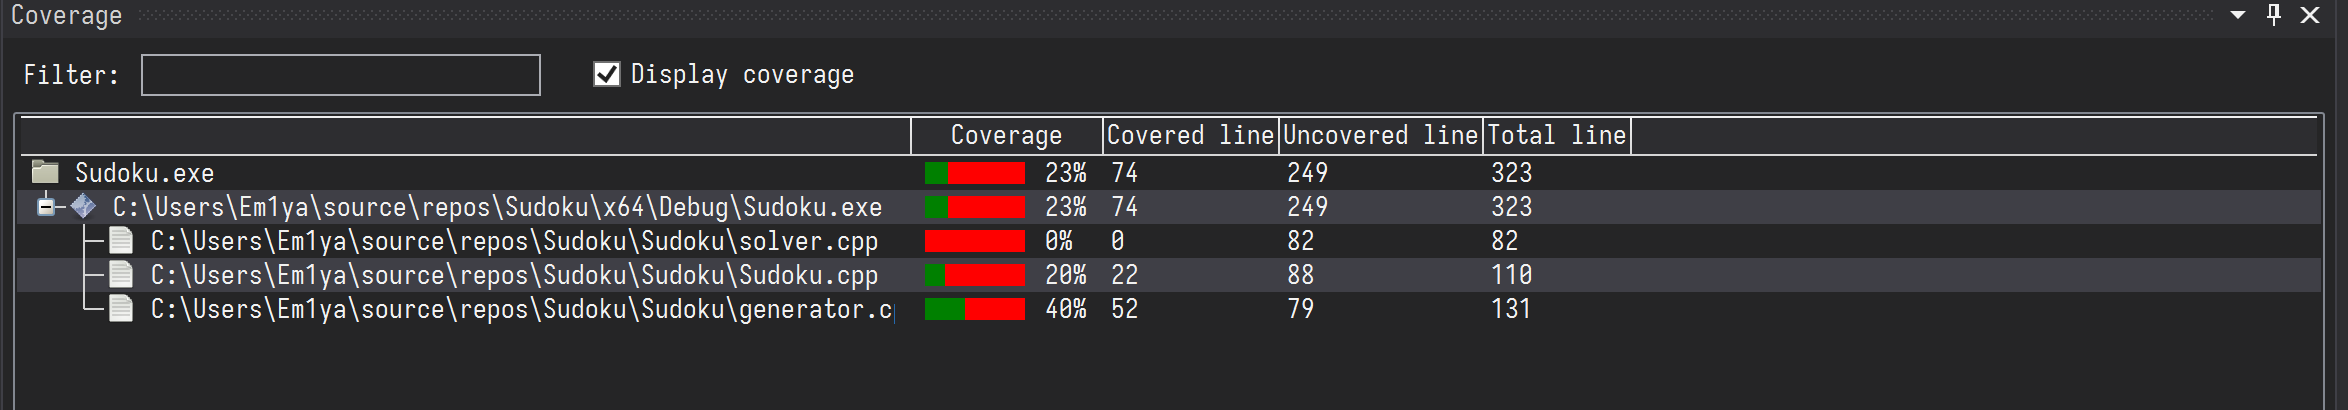 Coverage
Filter: Display coverage
Coverage Covered line Uncovered line Total line
Sudoku.exe 23% 74 249 323
C:\Users\Em1ya\source\repos\Sudoku\x64\Debug\Sudoku.exe 23% 74 249 323
C:\Users\Em1ya\source\repos\Sudoku\Sudoku\solver.cpp 0% 0 82 82
C:\Users\Em1ya\source\repos\Sudoku\Sudoku\Sudoku.cpp 20% 22 88 110
C:\Users\Em1ya\source\repos\Sudoku\Sudoku\generator.cp 40% 52 79 131